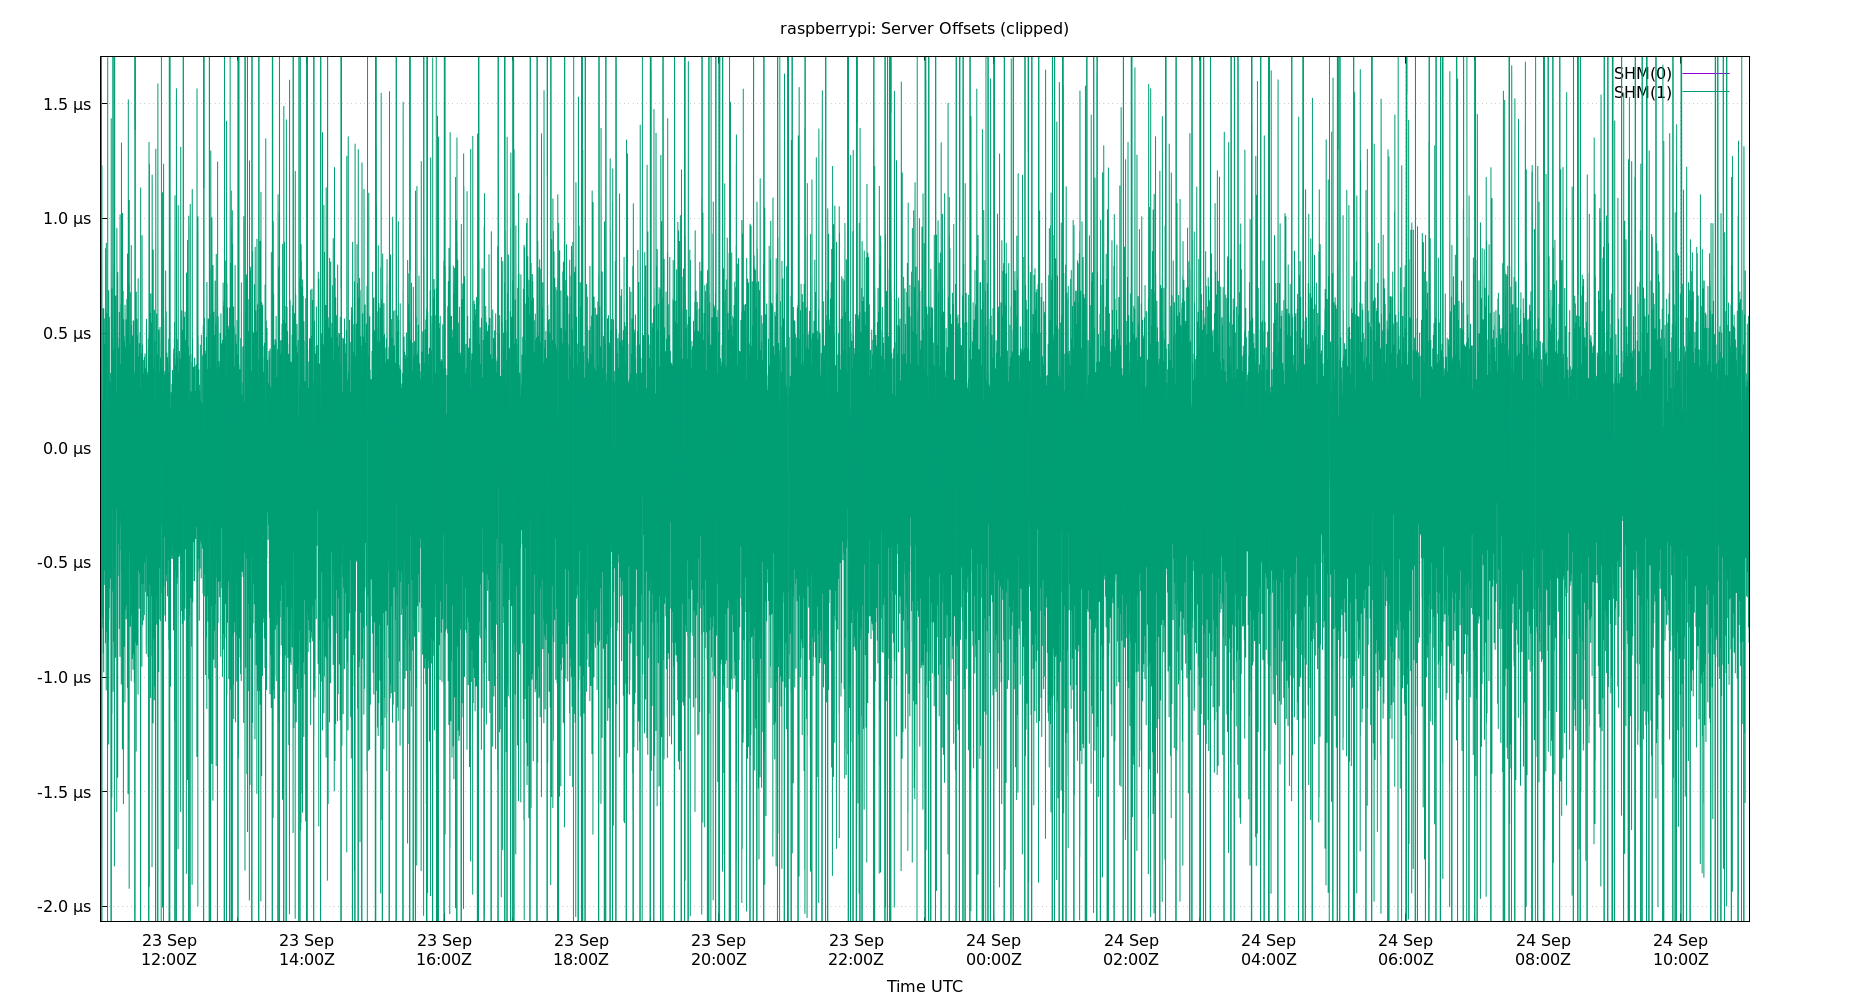 raspberrypi: Server Offsets (clipped)
SHM(0)
SHM(1)
1.5 µs
1.0 µs
0.5 µs
0.0 µs
-0.5 µs
-1.0 µs
-1.5 µs
-2.0 µs
23 Sep 23 Sep 23 Sep 23 Sep 23 Sep 23 Sep 24 Sep 24 Sep 24 Sep 24 Sep 24 Sep 24 Sep
12:00Z 14:00Z 16:00Z 18:00Z 20:00Z 22:00Z 00:00Z 02:00Z 04:00Z 06:00Z 08:00Z 10:00Z
Time UTC